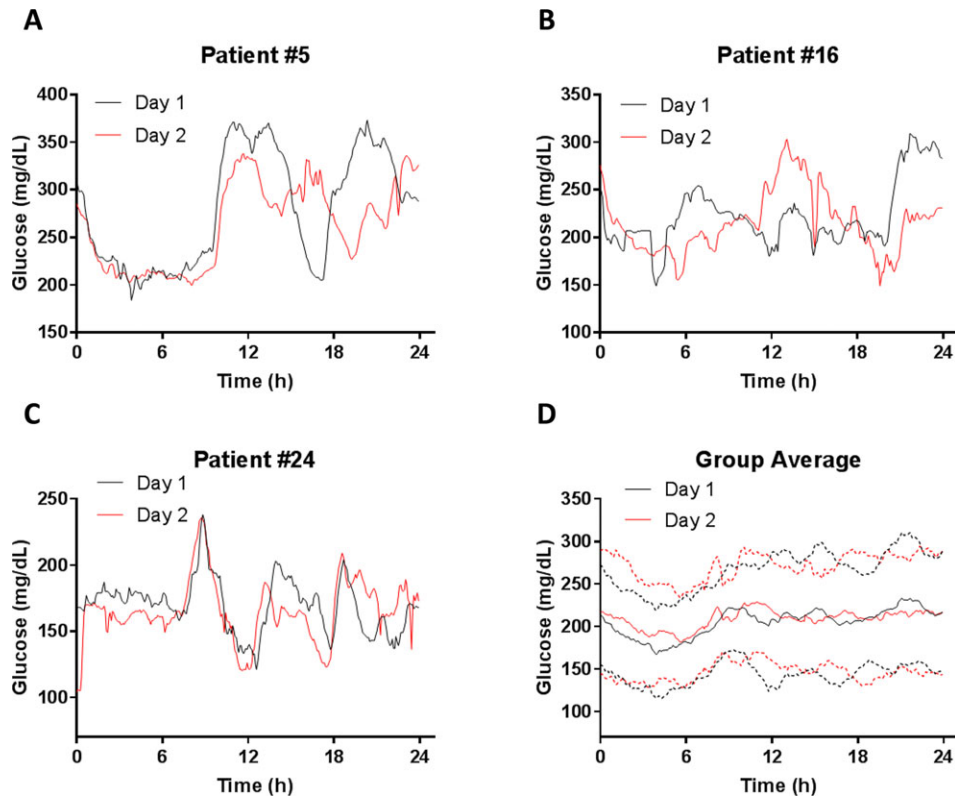 A
Patient #5
Day 1
Day 2
Glucose (mg/dL)
400
350
300
250
200
150
0 6 12 18 24
Time (h)
B
Patient #16
Day 1
Day 2
Glucose (mg/dL)
350
300
250
200
150
100
0 6 12 18 24
Time (h)
C
Patient #24
Day 1
Day 2
Glucose (mg/dL)
250
200
150
100
0 6 12 18 24
Time (h)
D
Group Average
Day 1
Day 2
Glucose (mg/dL)
350
300
250
200
150
100
0 6 12 18 24
Time (h)